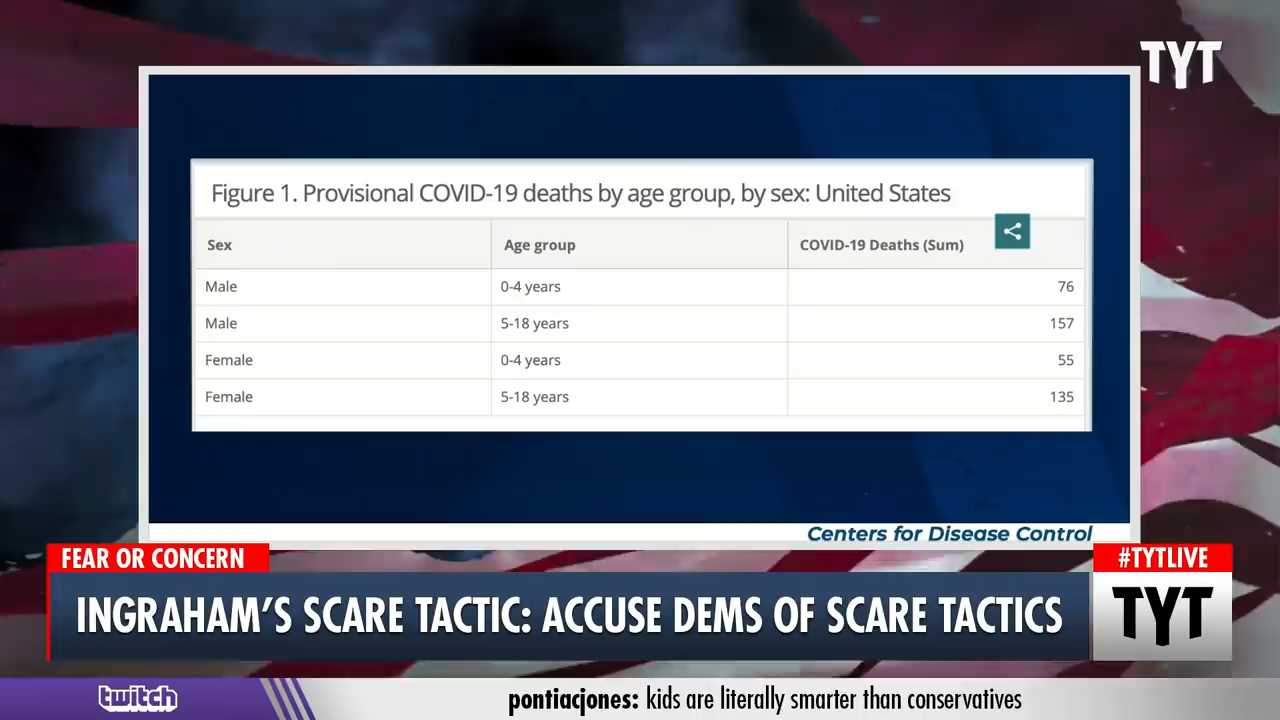 TYT
Figure 1. Provisional COVID-19 deaths by age group, by sex: United States
Sex Age group COVID-19 Deaths (Sum)
Male 0-4 years 76
Male 5-18 years 157
Female 0-4 years 55
Female 5-18 years 135
Centers for Disease Control
FEAR OR CONCERN
#TYTLIVE
INGRAHAM’S SCARE TACTIC: ACCUSE DEMS OF SCARE TACTICS
TYT
twitch
pontiacjones: kids are literally smarter than conservatives